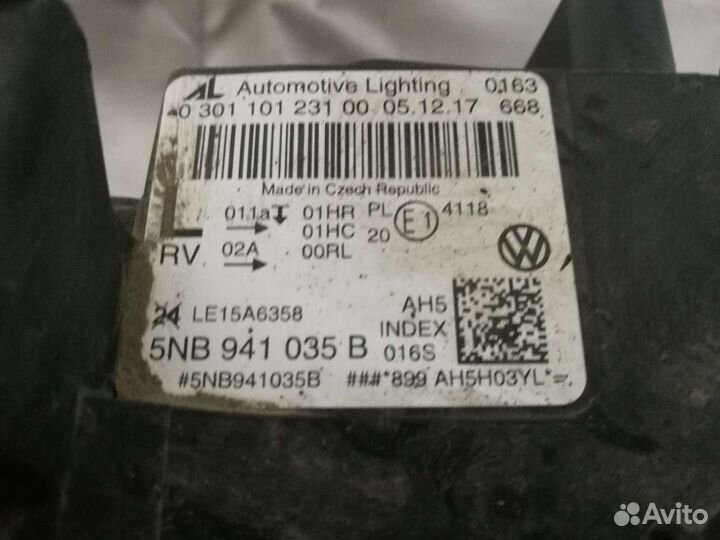 AL Automotive Lighting 0163
0 301 101 231 00 05.12.17 668
Made in Czech Republic
L 011a 01HR PL E1 4118
01HC 20
RV 02A 00RL
24 LE15A6358 AH5
INDEX
5NB 941 035 B 016S
#5NB941035B ###*899 AH5H03YL*=
Avito